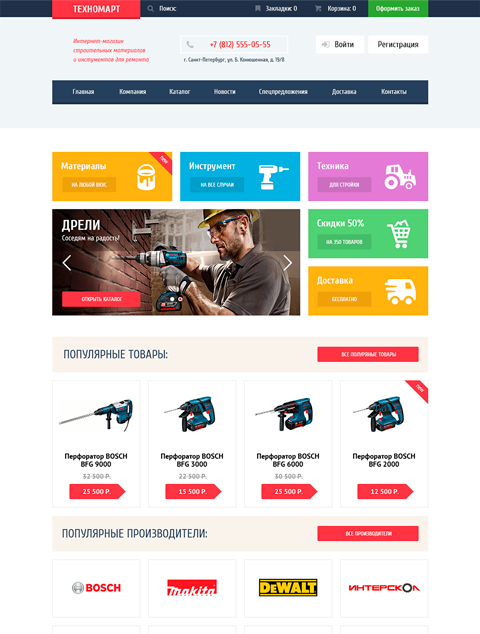 ТЕХНОМАРТ
Поиск:
Закладки: 0
Корзина: 0
Оформить заказ
Интернет-магазин
строительных материалов
и инструментов для ремонта
+7 (812) 555-05-55
г. Санкт-Петербург, ул. Б. Конюшенная, д. 19/8
Войти
Регистрация
Главная
Компания
Каталог
Новости
Спецпредложения
Доставка
Контакты
Материалы
НА ЛЮБОЙ ВКУС
new
Инструмент
НА ВСЕ СЛУЧАИ
Техника
ДЛЯ СТРОЙКИ
ДРЕЛИ
Соседям на радость!
ОТКРЫТЬ КАТАЛОГ
Скидки 50%
НА 350 ТОВАРОВ
Доставка
БЕСПЛАТНО
ПОПУЛЯРНЫЕ ТОВАРЫ:
ВСЕ ПОПУЛЯРНЫЕ ТОВАРЫ
Перфоратор BOSCH
BFG 9000
32 500 Р.
25 500 Р.
Перфоратор BOSCH
BFG 3000
22 500 Р.
15 500 Р.
Перфоратор BOSCH
BFG 6000
30 500 Р.
25 500 Р.
new
Перфоратор BOSCH
BFG 2000
12 500 Р.
ПОПУЛЯРНЫЕ ПРОИЗВОДИТЕЛИ:
ВСЕ ПРОИЗВОДИТЕЛИ
BOSCH
Makita
DEWALT
ИНТЕРСКОЛ